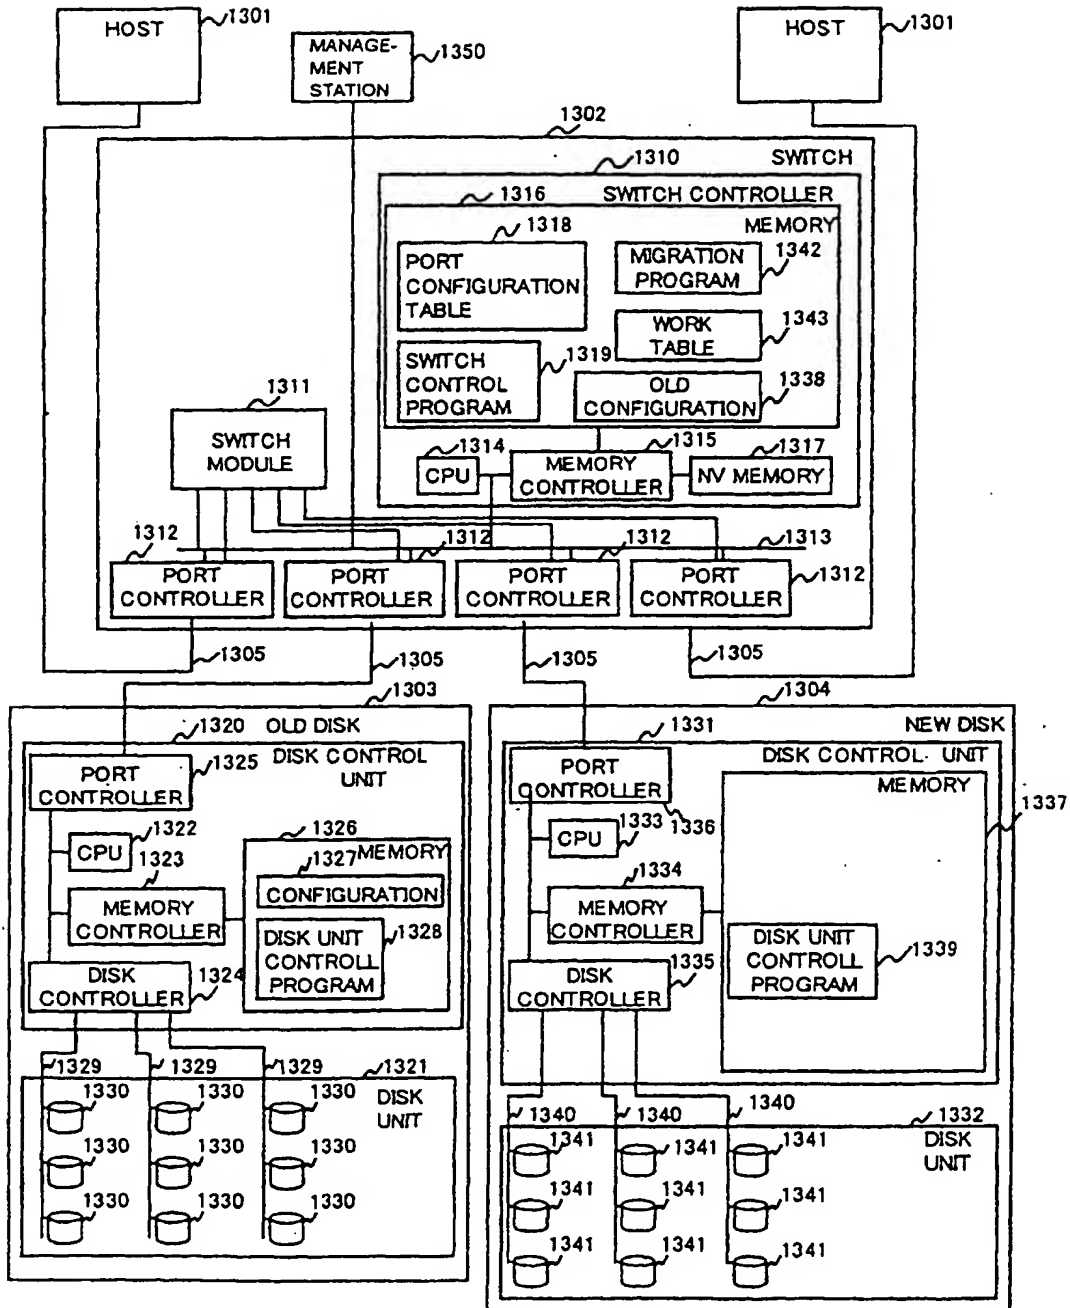 HOST
1301
MANAGE-
MENT
STATION
1350
HOST
1301
1302
SWITCH
1310
SWITCH CONTROLLER
1316
MEMORY
1318
PORT
CONFIGURATION
TABLE
MIGRATION
PROGRAM
1342
WORK
TABLE
1343
SWITCH
CONTROL
PROGRAM
1319
OLD
CONFIGURATION
1338
1311
SWITCH
MODULE
1314
CPU
1315
MEMORY
CONTROLLER
1317
NV MEMORY
1313
1312
PORT
CONTROLLER
1312
PORT
CONTROLLER
1312
PORT
CONTROLLER
PORT
CONTROLLER
1312
1305
1305
1305
1305
1303
OLD DISK
1320
DISK CONTROL
UNIT
PORT
CONTROLLER
1325
CPU
1322
1323
MEMORY
CONTROLLER
1326
MEMORY
1327
CONFIGURATION
DISK UNIT
CONTROLL
PROGRAM
1328
DISK
CONTROLLER
1324
1329
1329
1329
1321
DISK
UNIT
1330
1330
1330
1330
1330
1330
1330
1330
1330
1304
NEW DISK
1331
DISK CONTROL UNIT
PORT
CONTROLLER
1336
MEMORY
1337
CPU
1333
1334
MEMORY
CONTROLLER
DISK UNIT
CONTROLL
PROGRAM
1339
DISK
CONTROLLER
1335
1340
1340
1340
1332
DISK
UNIT
1341
1341
1341
1341
1341
1341
1341
1341
1341